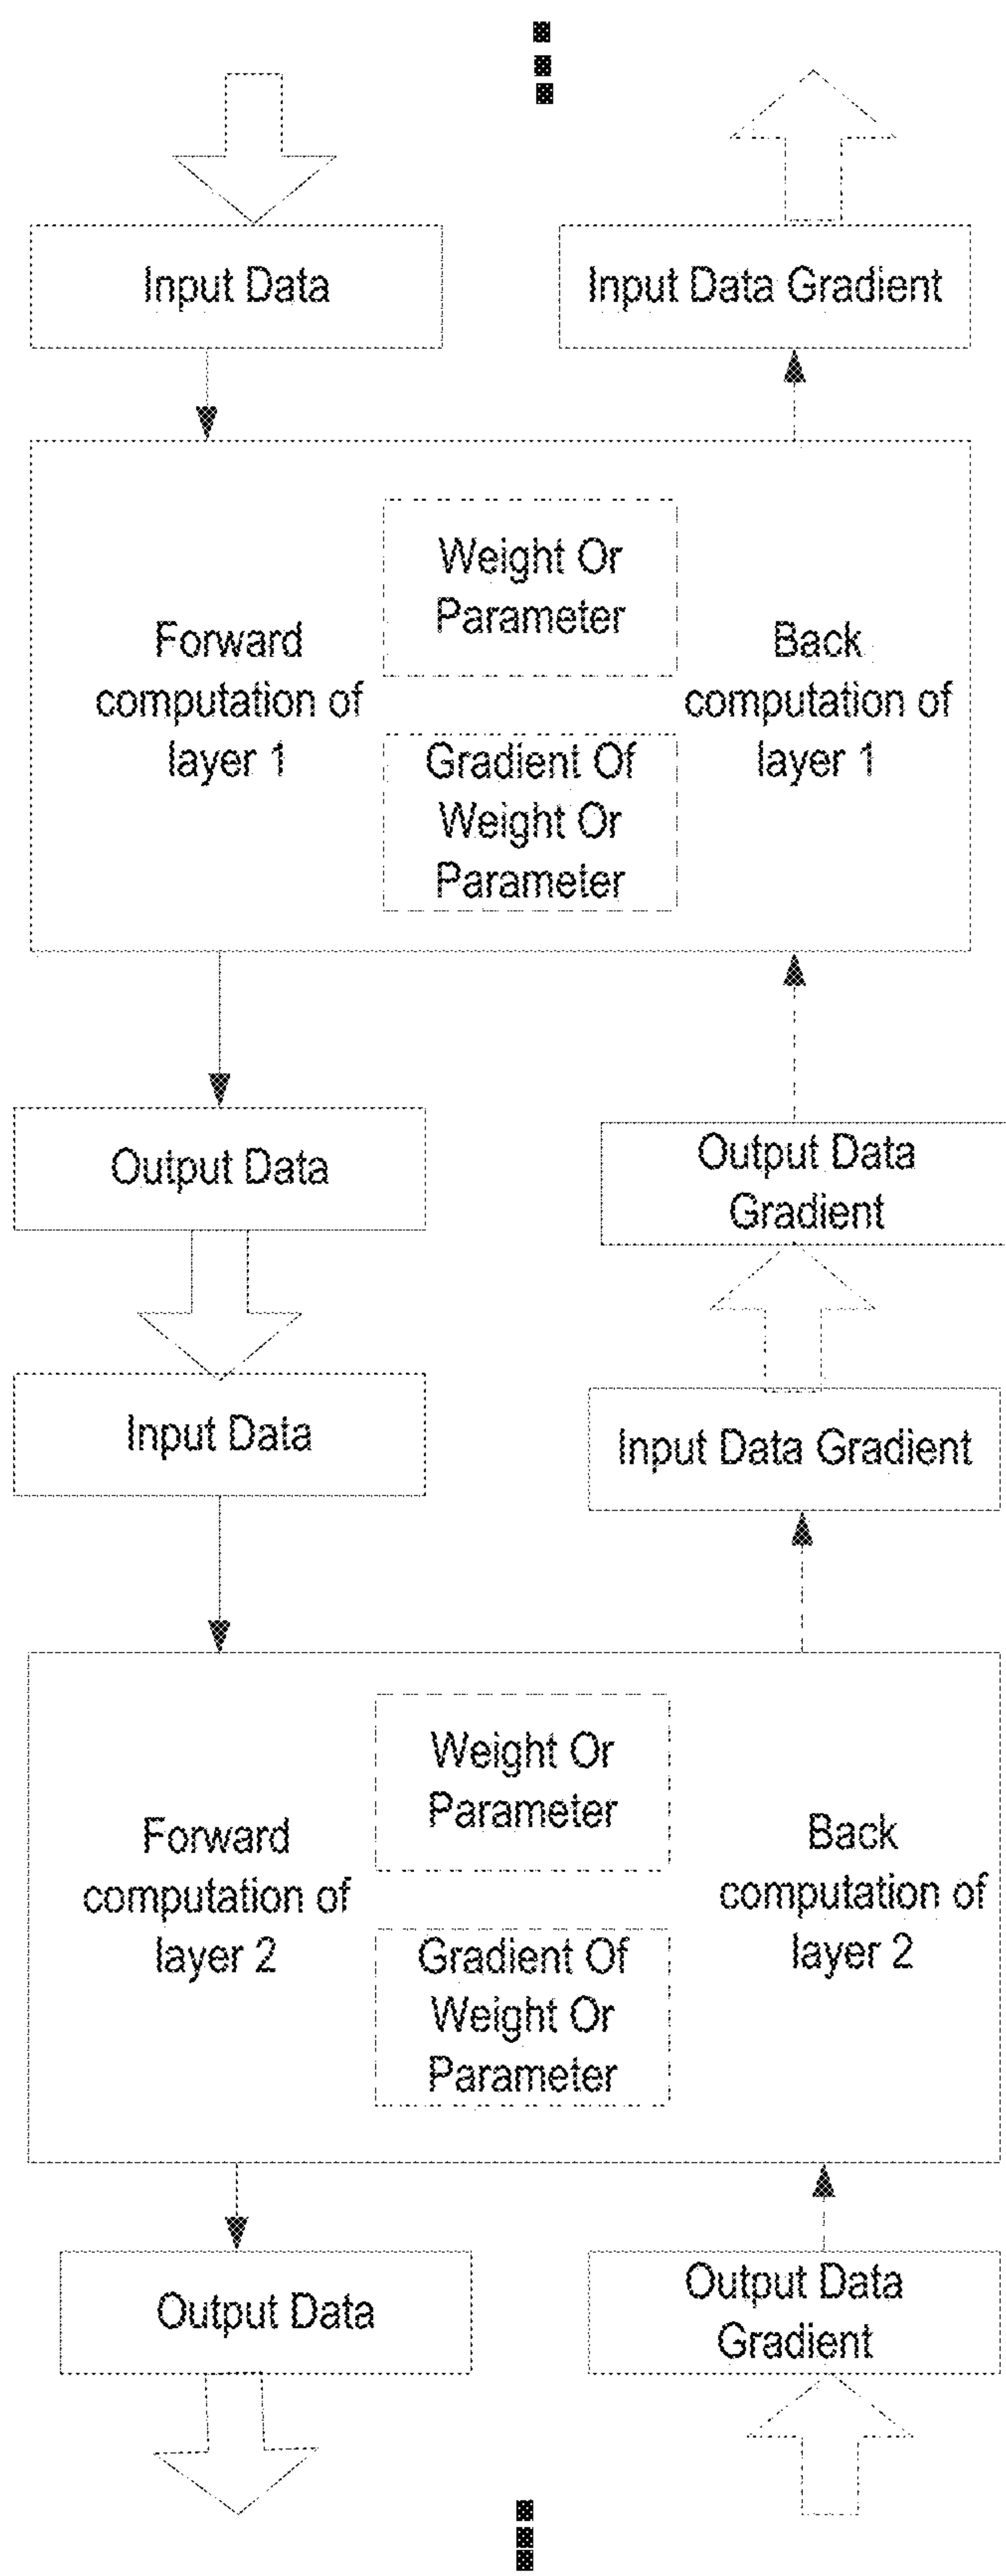 Input Data
Input Data Gradient
Weight Or
Parameter
Forward
computation of
layer 1
Back
computation of
layer 1
Gradient Of
Weight Or
Parameter
Output Data
Output Data
Gradient
Input Data
Input Data Gradient
Weight Or
Parameter
Forward
computation of
layer 2
Back
computation of
layer 2
Gradient Of
Weight Or
Parameter
Output Data
Output Data
Gradient